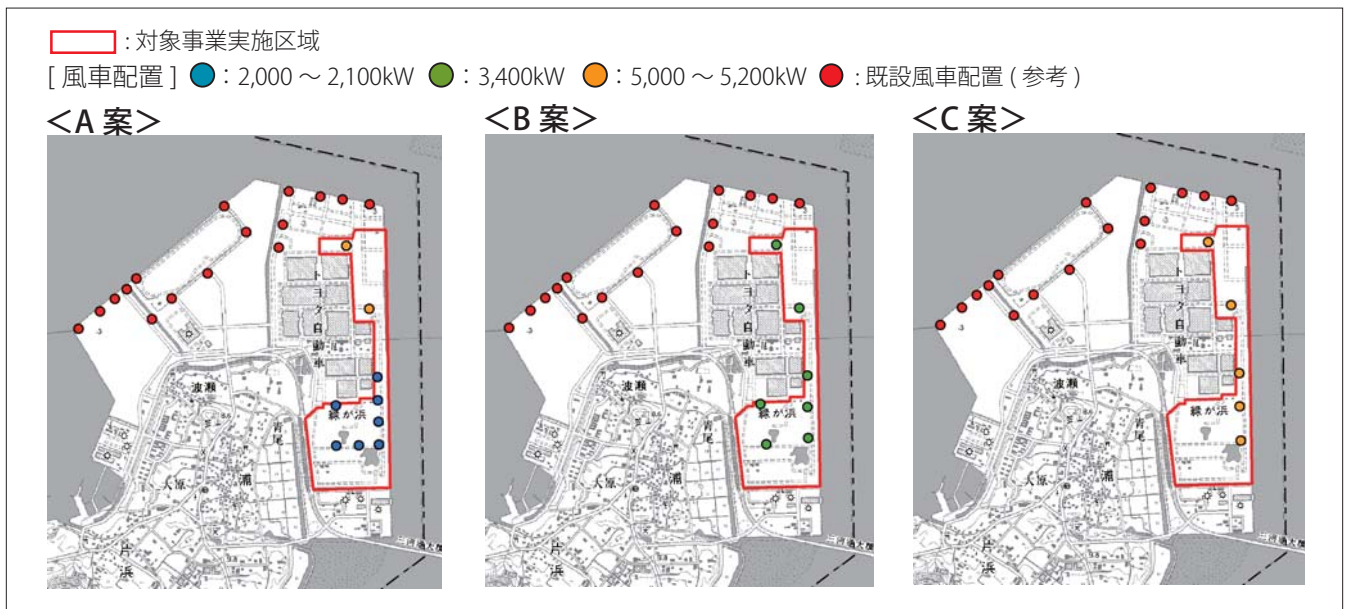 : 対象事業実施区域
[ 風車配置 ] : 2,000 ～ 2,100kW : 3,400kW : 5,000 ～ 5,200kW : 既設風車配置 ( 参考 )
＜A 案＞
＜B 案＞
＜C 案＞
トヨタ自動車
波瀬
緑が浜
青尾
大原
浦
片浜
トヨタ自動車
波瀬
緑が浜
青尾
大原
浦
片浜
トヨタ自動車
波瀬
緑が浜
青尾
大原
浦
片浜